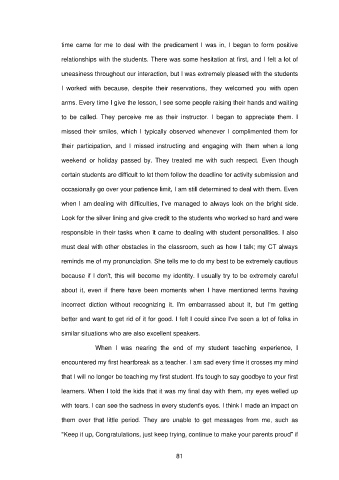 time came for me to deal with the predicament I was in, I began to form positive
relationships with the students. There was some hesitation at first, and I felt a lot of
uneasiness throughout our interaction, but I was extremely pleased with the students
I worked with because, despite their reservations, they welcomed you with open
arms. Every time I give the lesson, I see some people raising their hands and waiting
to be called. They perceive me as their instructor. I began to appreciate them. I
missed their smiles, which I typically observed whenever I complimented them for
their participation, and I missed instructing and engaging with them when a long
weekend or holiday passed by. They treated me with such respect. Even though
certain students are difficult to let them follow the deadline for activity submission and
occasionally go over your patience limit, I am still determined to deal with them. Even
when I am dealing with difficulties, I've managed to always look on the bright side.
Look for the silver lining and give credit to the students who worked so hard and were
responsible in their tasks when it came to dealing with student personalities. I also
must deal with other obstacles in the classroom, such as how I talk; my CT always
reminds me of my pronunciation. She tells me to do my best to be extremely cautious
because if I don't, this will become my identity. I usually try to be extremely careful
about it, even if there have been moments when I have mentioned terms having
incorrect diction without recognizing it. I'm embarrassed about it, but I'm getting
better and want to get rid of it for good. I felt I could since I've seen a lot of folks in
similar situations who are also excellent speakers.
When I was nearing the end of my student teaching experience, I
encountered my first heartbreak as a teacher. I am sad every time it crosses my mind
that I will no longer be teaching my first student. It's tough to say goodbye to your first
learners. When I told the kids that it was my final day with them, my eyes welled up
with tears. I can see the sadness in every student's eyes. I think I made an impact on
them over that little period. They are unable to get messages from me, such as
"Keep it up, Congratulations, just keep trying, continue to make your parents proud" if
81